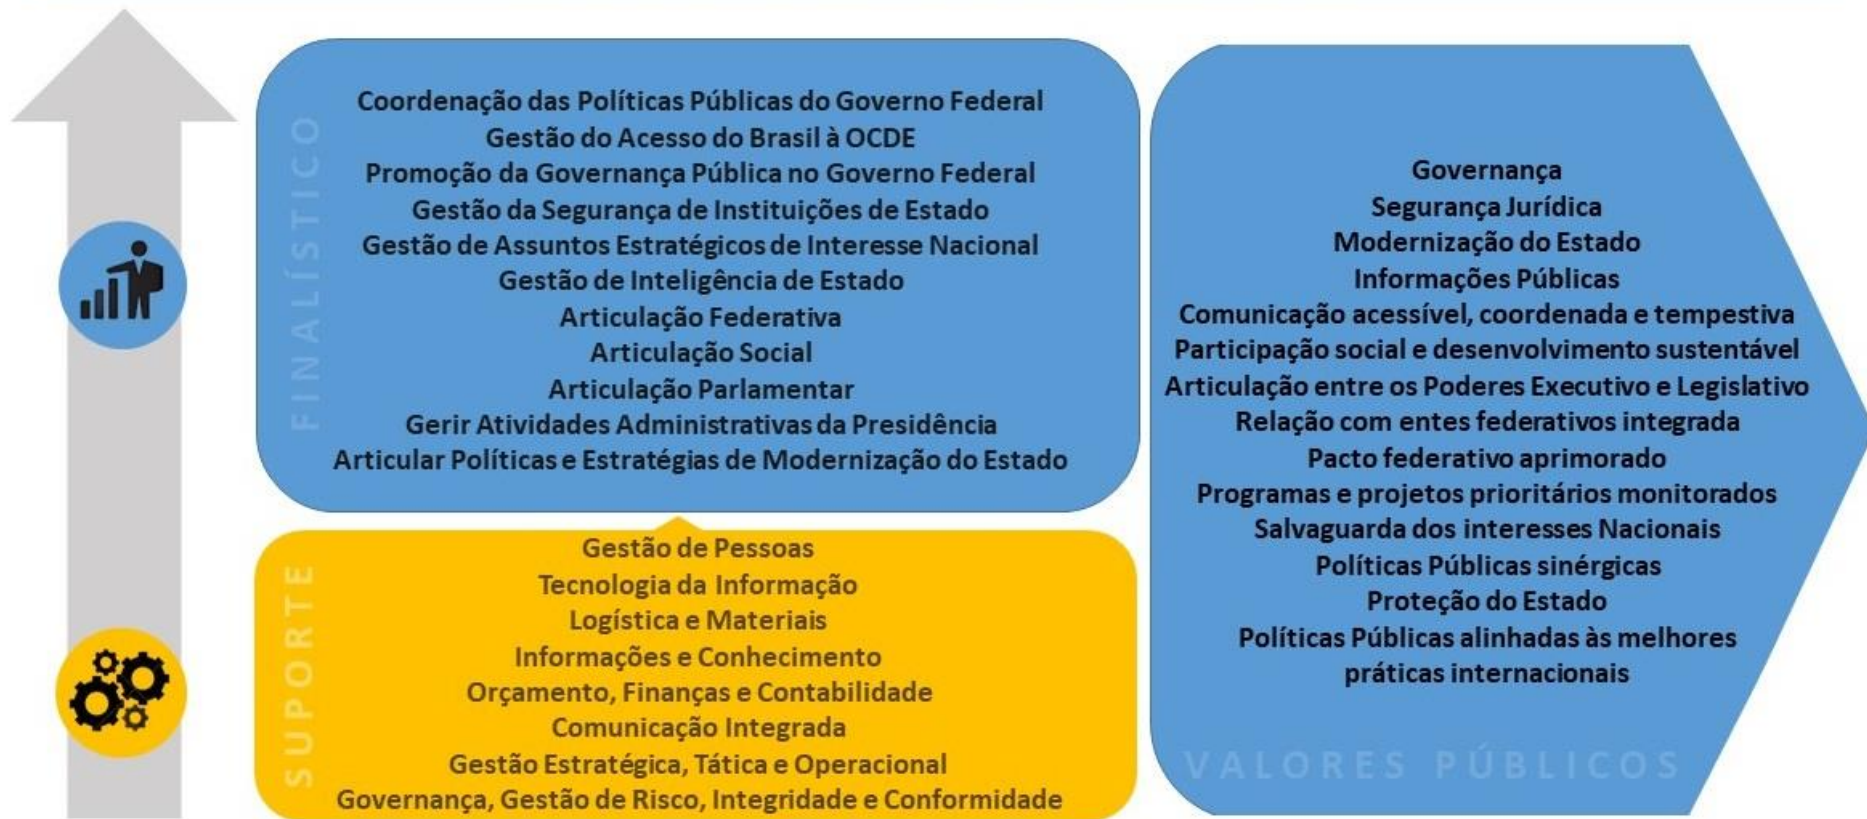 FINALÍSTICO
Coordenação das Políticas Públicas do Governo Federal
Gestão do Acesso do Brasil à OCDE
Promoção da Governança Pública no Governo Federal
Gestão da Segurança de Instituições de Estado
Gestão de Assuntos Estratégicos de Interesse Nacional
Gestão de Inteligência de Estado
Articulação Federativa
Articulação Social
Articulação Parlamentar
Gerir Atividades Administrativas da Presidência
Articular Políticas e Estratégias de Modernização do Estado
SUPORTE
Gestão de Pessoas
Tecnologia da Informação
Logística e Materiais
Informações e Conhecimento
Orçamento, Finanças e Contabilidade
Comunicação Integrada
Gestão Estratégica, Tática e Operacional
Governança, Gestão de Risco, Integridade e Conformidade
Governança
Segurança Jurídica
Modernização do Estado
Informações Públicas
Comunicação acessível, coordenada e tempestiva
Participação social e desenvolvimento sustentável
Articulação entre os Poderes Executivo e Legislativo
Relação com entes federativos integrada
Pacto federativo aprimorado
Programas e projetos prioritários monitorados
Salvaguarda dos interesses Nacionais
Políticas Públicas sinérgicas
Proteção do Estado
Políticas Públicas alinhadas às melhores
práticas internacionais
VALORES PÚBLICOS